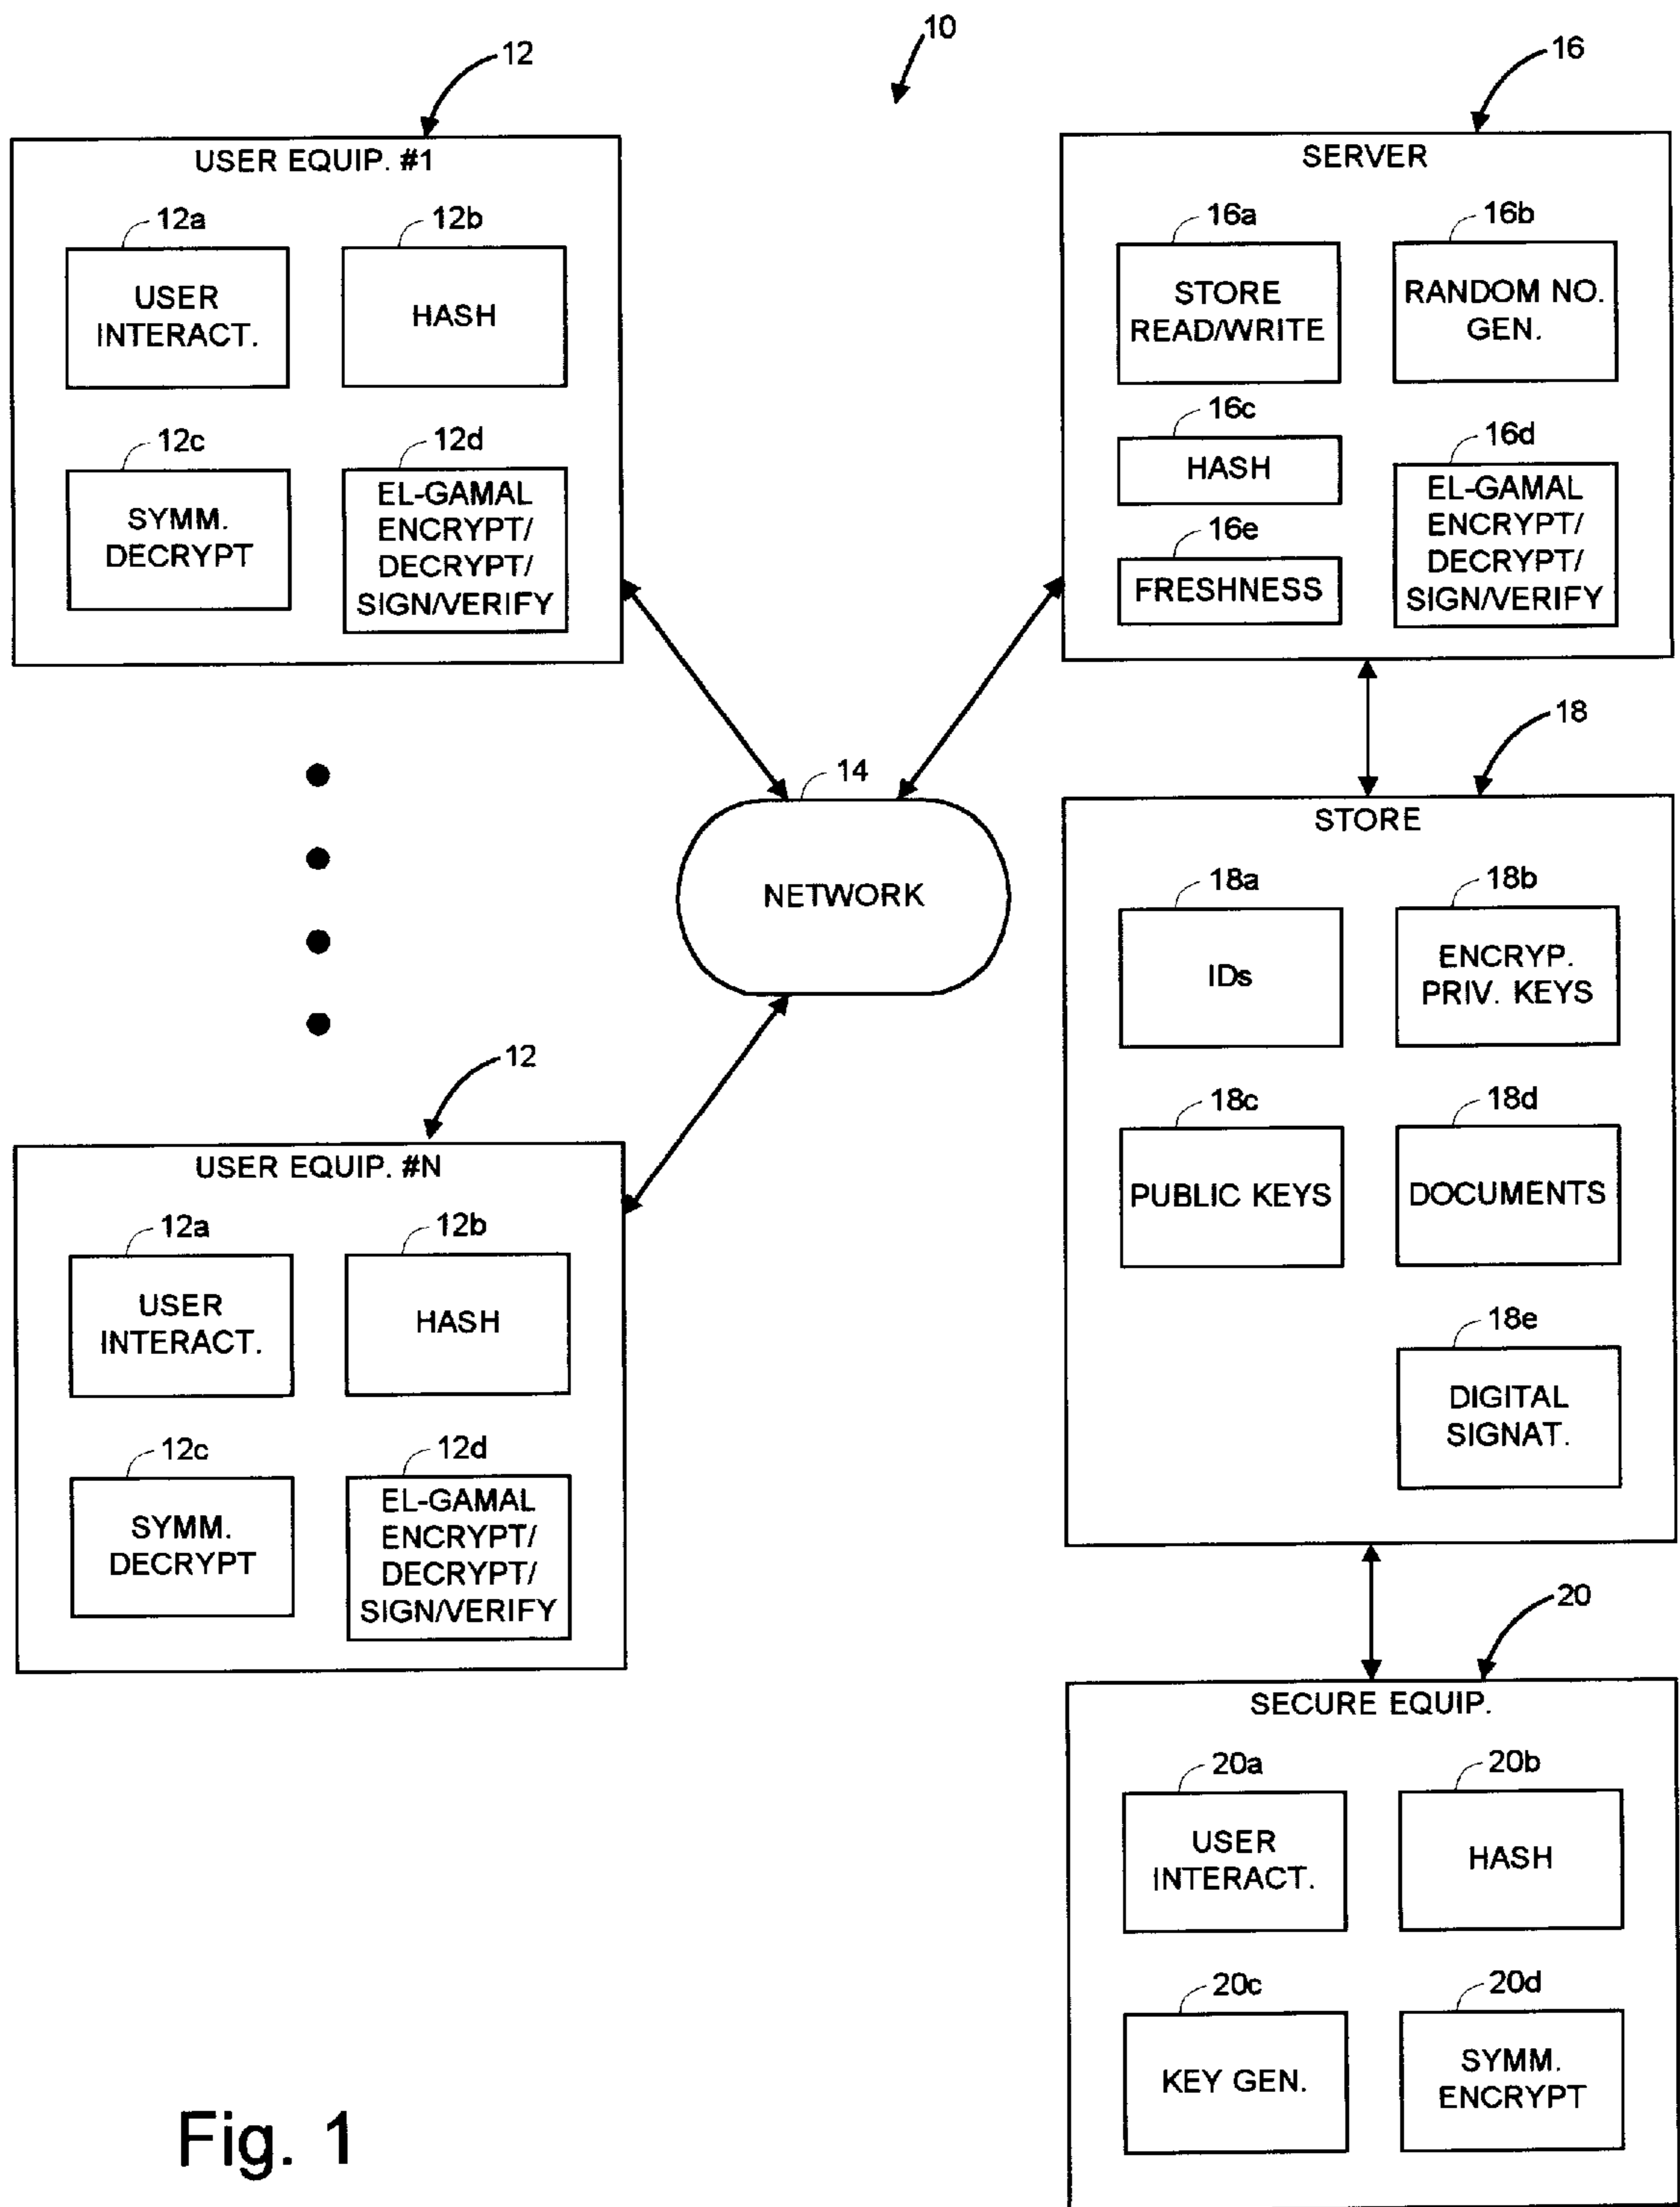 10
12
USER EQUIP. #1
12a
12b
USER
INTERACT.
HASH
12c
12d
SYMM.
DECRYPT
EL-GAMAL
ENCRYPT/
DECRYPT/
SIGN/VERIFY
16
SERVER
16a
16b
STORE
READ/WRITE
RANDOM NO.
GEN.
16c
HASH
16d
EL-GAMAL
ENCRYPT/
DECRYPT/
SIGN/VERIFY
16e
FRESHNESS
14
NETWORK
18
STORE
18a
18b
IDs
ENCRYP.
PRIV. KEYS
18c
18d
PUBLIC KEYS
DOCUMENTS
18e
DIGITAL
SIGNAT.
12
USER EQUIP. #N
12a
12b
USER
INTERACT.
HASH
12c
12d
SYMM.
DECRYPT
EL-GAMAL
ENCRYPT/
DECRYPT/
SIGN/VERIFY
20
SECURE EQUIP.
20a
20b
USER
INTERACT.
HASH
20c
20d
KEY GEN.
SYMM.
ENCRYPT
Fig. 1